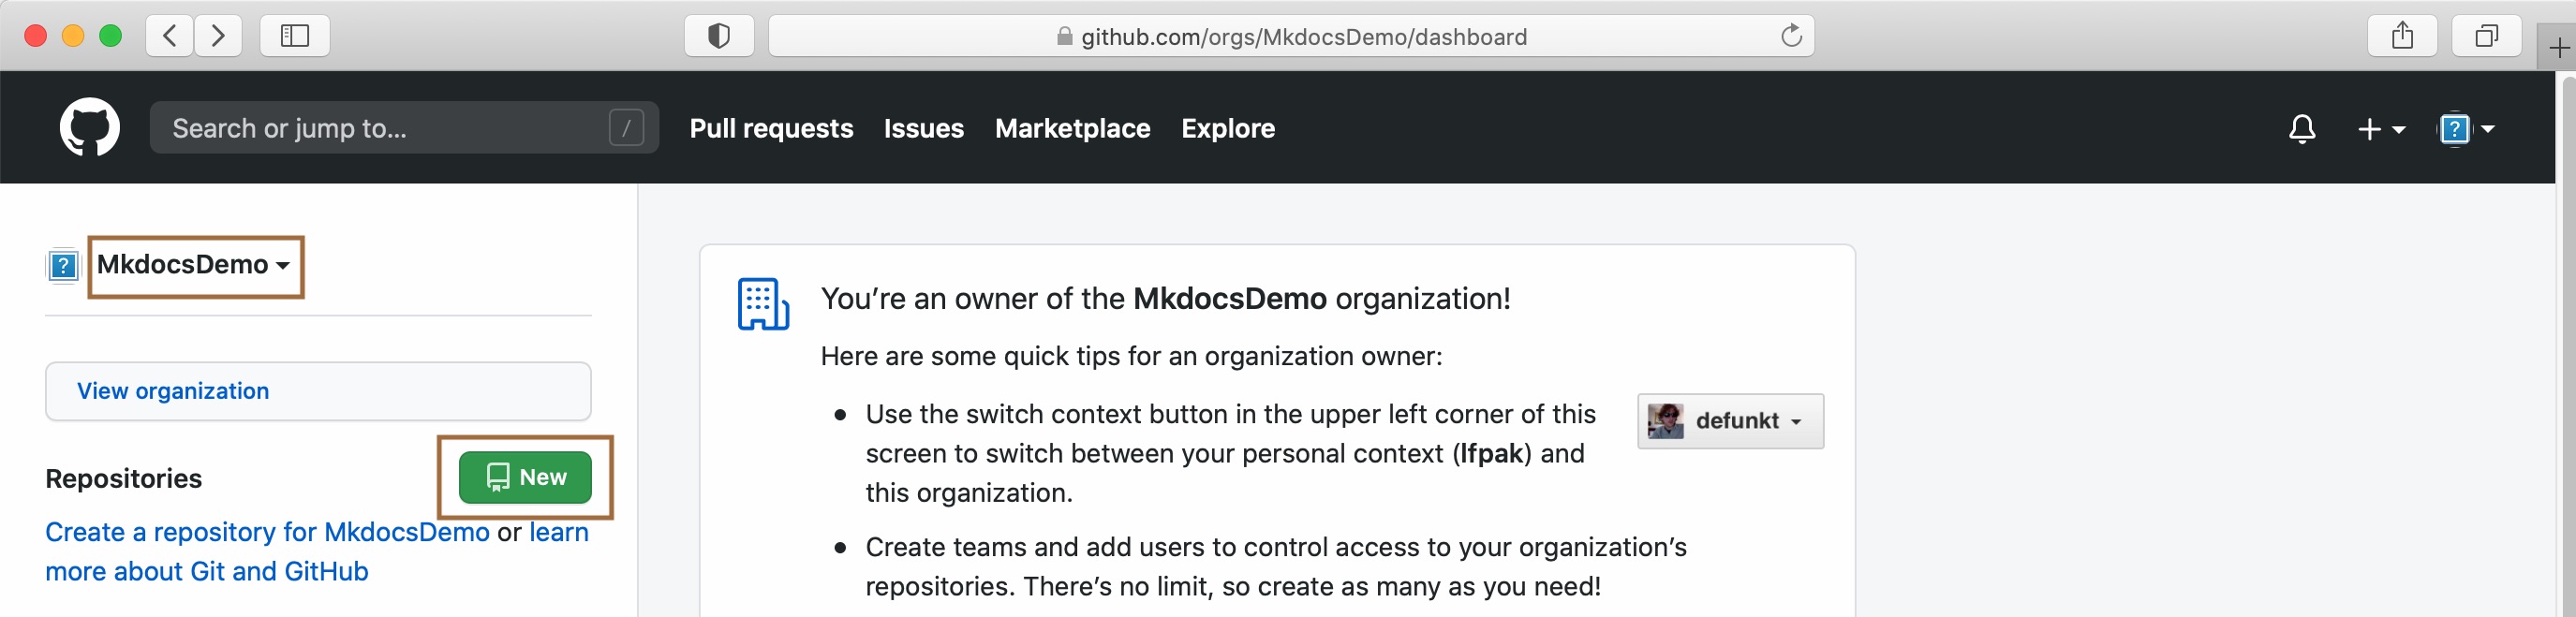 github.com/orgs/MkdocsDemo/dashboard
Search or jump to... /
Pull requests Issues Marketplace Explore
MkdocsDemo
View organization
Repositories
New
Create a repository for MkdocsDemo or learn
more about Git and GitHub
You’re an owner of the MkdocsDemo organization!
Here are some quick tips for an organization owner:
Use the switch context button in the upper left corner of this
screen to switch between your personal context (lfpak) and
this organization.
defunkt
Create teams and add users to control access to your organization’s
repositories. There’s no limit, so create as many as you need!